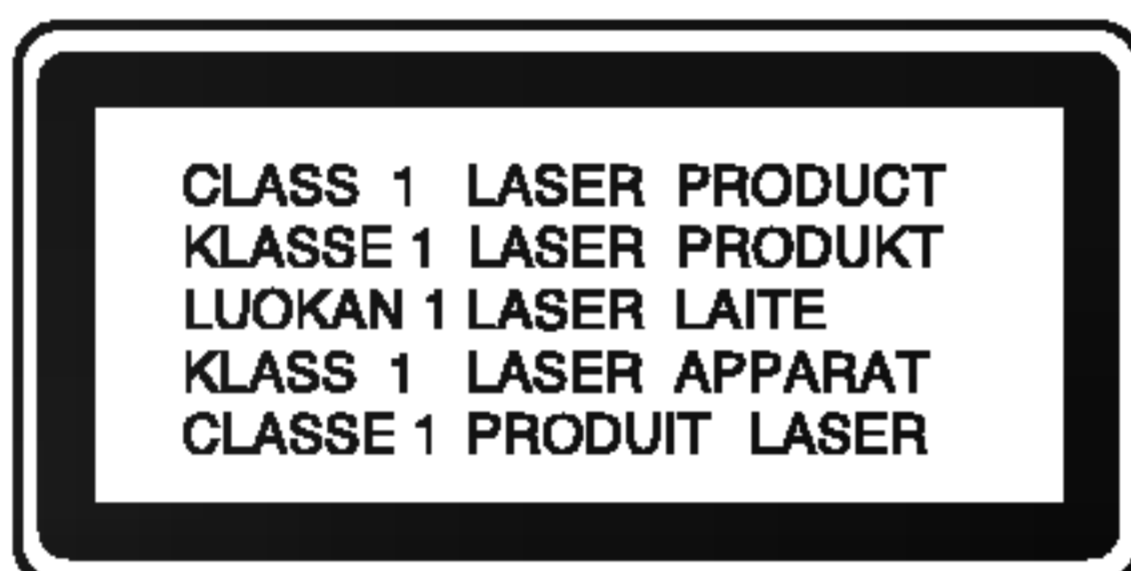 CLASS 1 LASER PRODUCT
KLASSE 1 LASER PRODUKT
LUOKAN 1 LASER LAITE
KLASS 1 LASER APPARAT
CLASSE 1 PRODUIT LASER